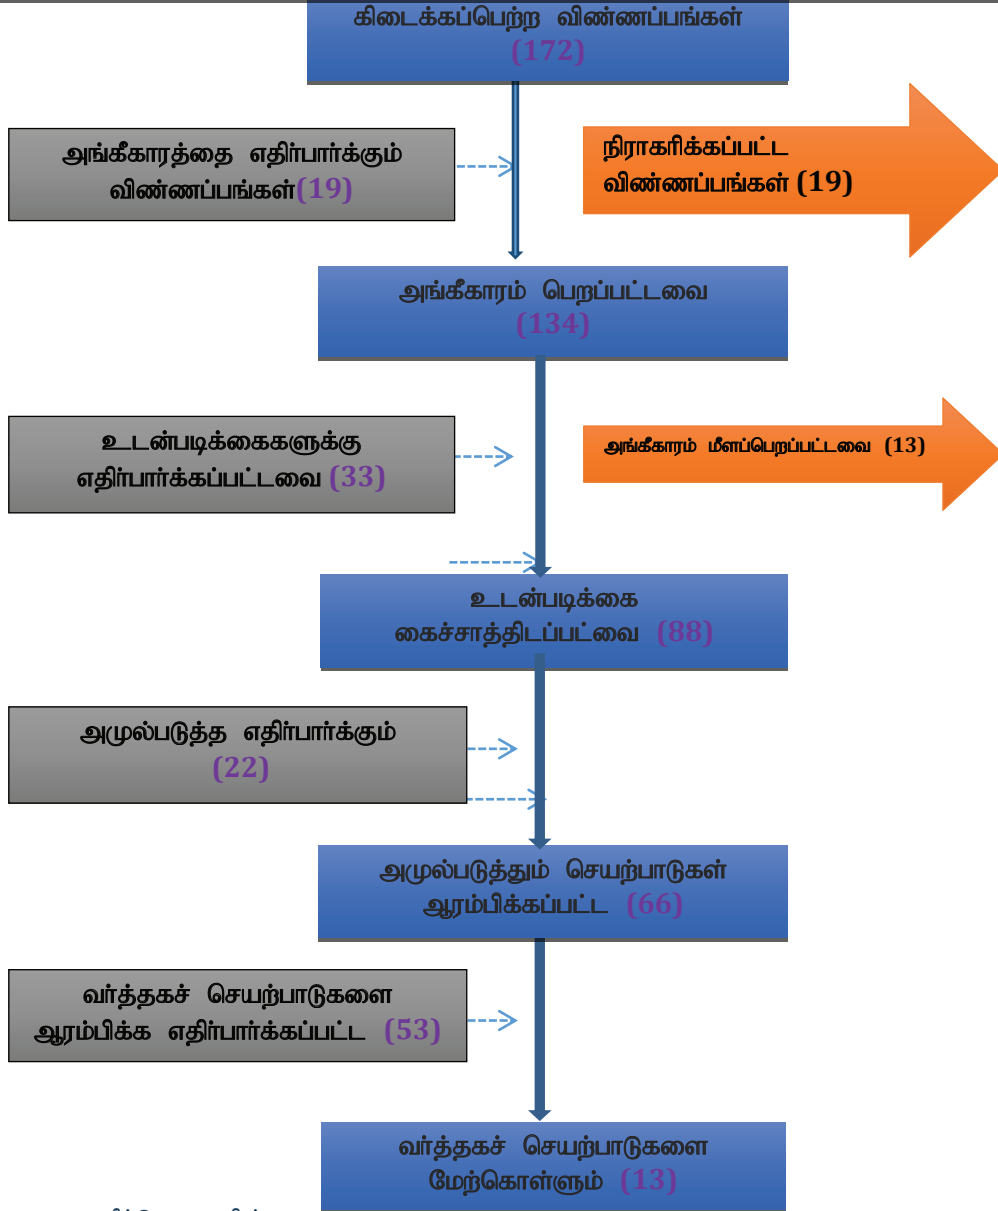 கிடைக்கப்பெற்ற விண்ணப்பங்கள்
(172)
அங்கீகாரத்தை எதிர்பார்க்கும்
விண்ணப்பங்கள்(19)
நிராகரிக்கப்பட்ட
விண்ணப்பங்கள் (19)
அங்கீகாரம் பெறப்பட்டவை
(134)
உடன்படிக்கைகளுக்கு
எதிர்பார்க்கப்பட்டவை (33)
அங்கீகாரம் மீளப்பெறப்பட்டவை (13)
உடன்படிக்கை
கைச்சாத்திடப்பட்வை (88)
அமுல்படுத்த எதிர்பார்க்கும்
(22)
அமுல்படுத்தும் செயற்பாடுகள்
ஆரம்பிக்கப்பட்ட (66)
வர்த்தகச் செயற்பாடுகளை
ஆரம்பிக்க எதிர்பார்க்கப்பட்ட (53)
வர்த்தகச் செயற்பாடுகளை
மேற்கொள்ளும் (13)